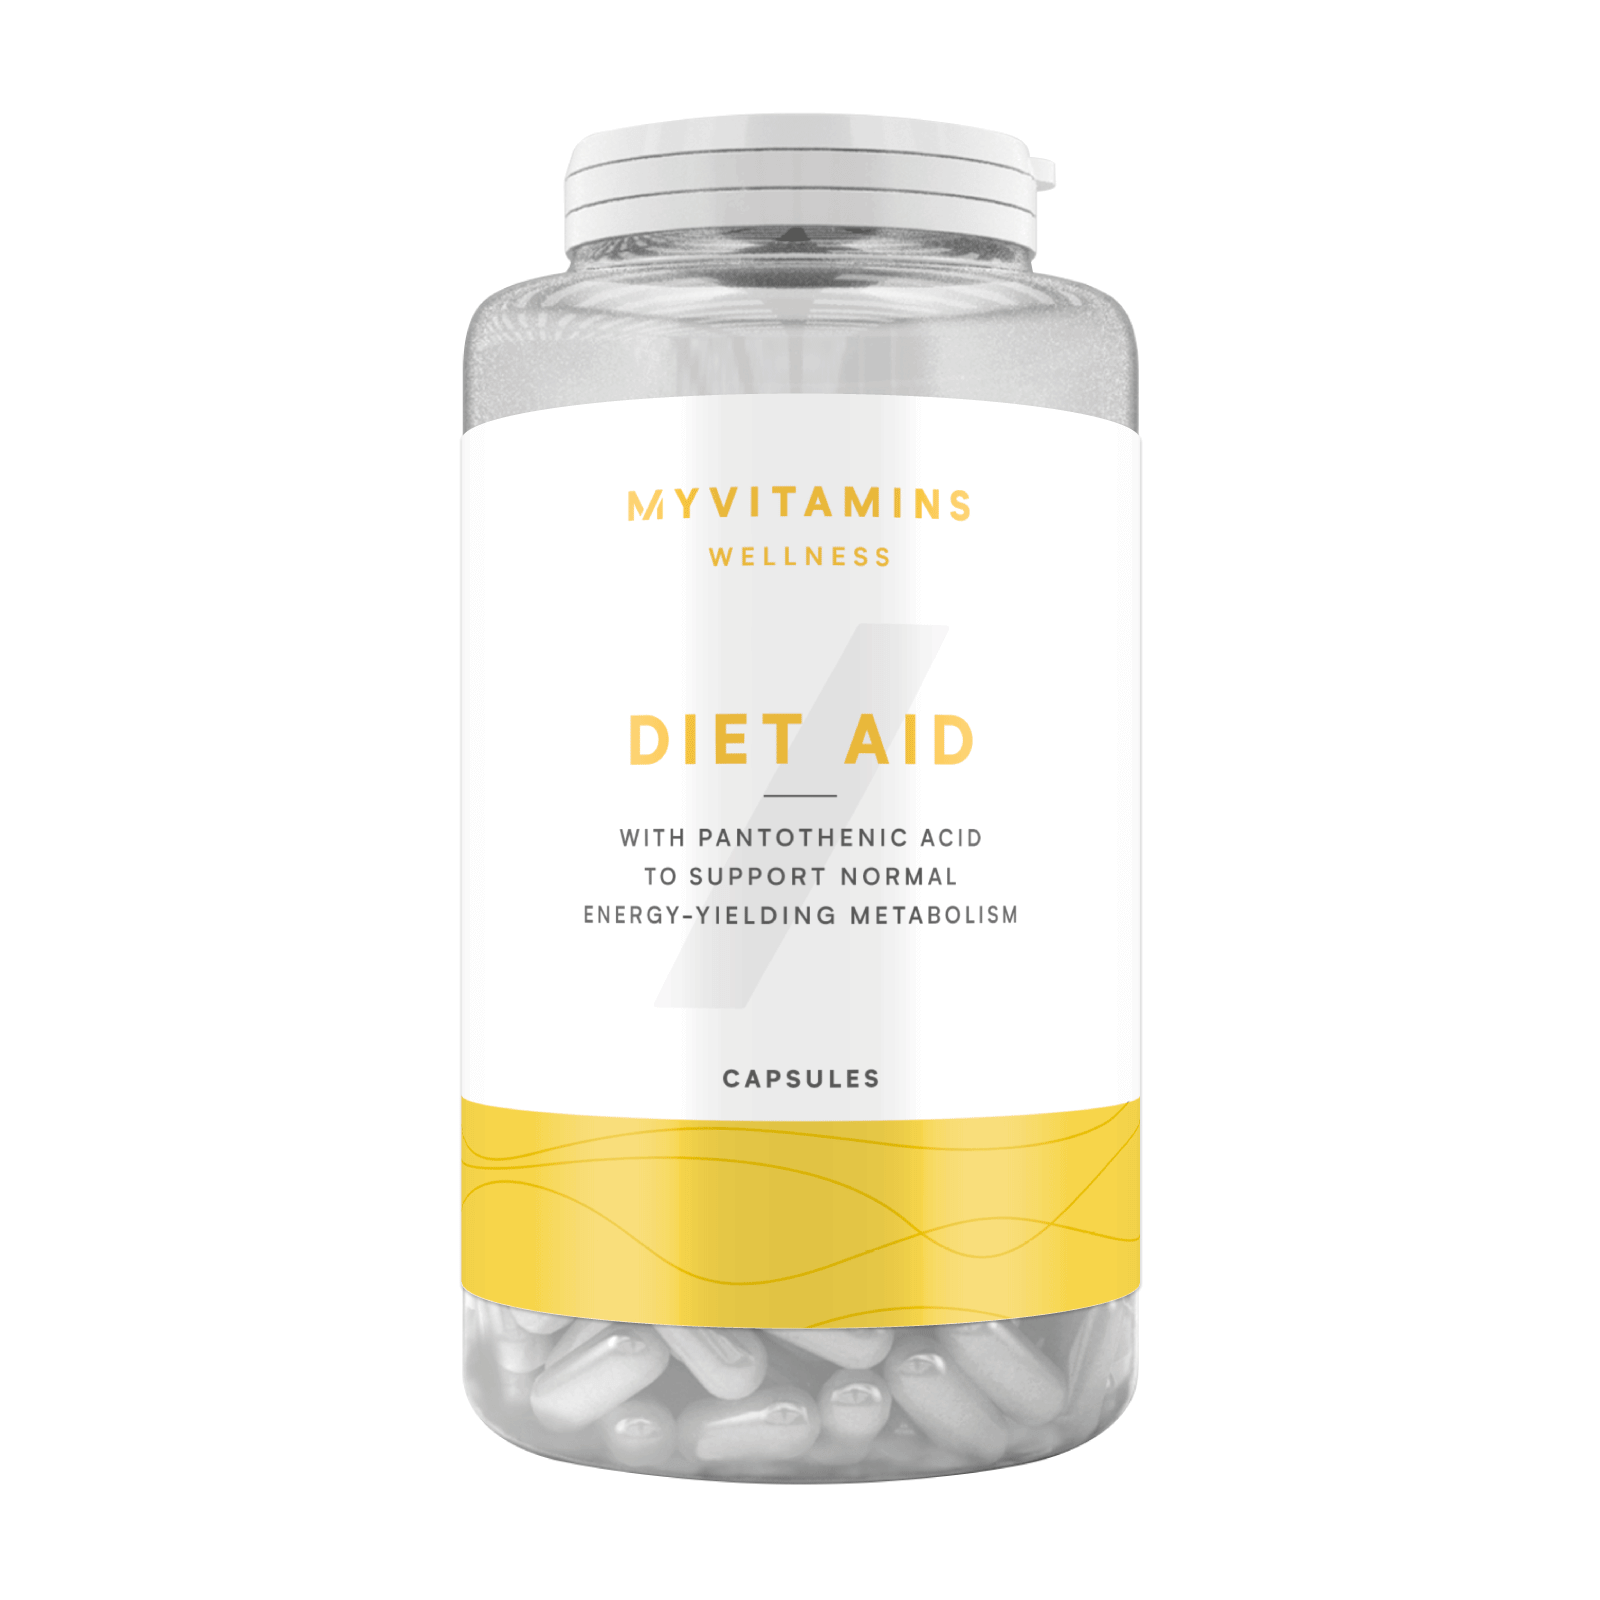 MYVITAMINS
WELLNESS
DIET AID
WITH PANTOTHENIC ACID
TO SUPPORT NORMAL
ENERGY-YIELDING METABOLISM
CAPSULES